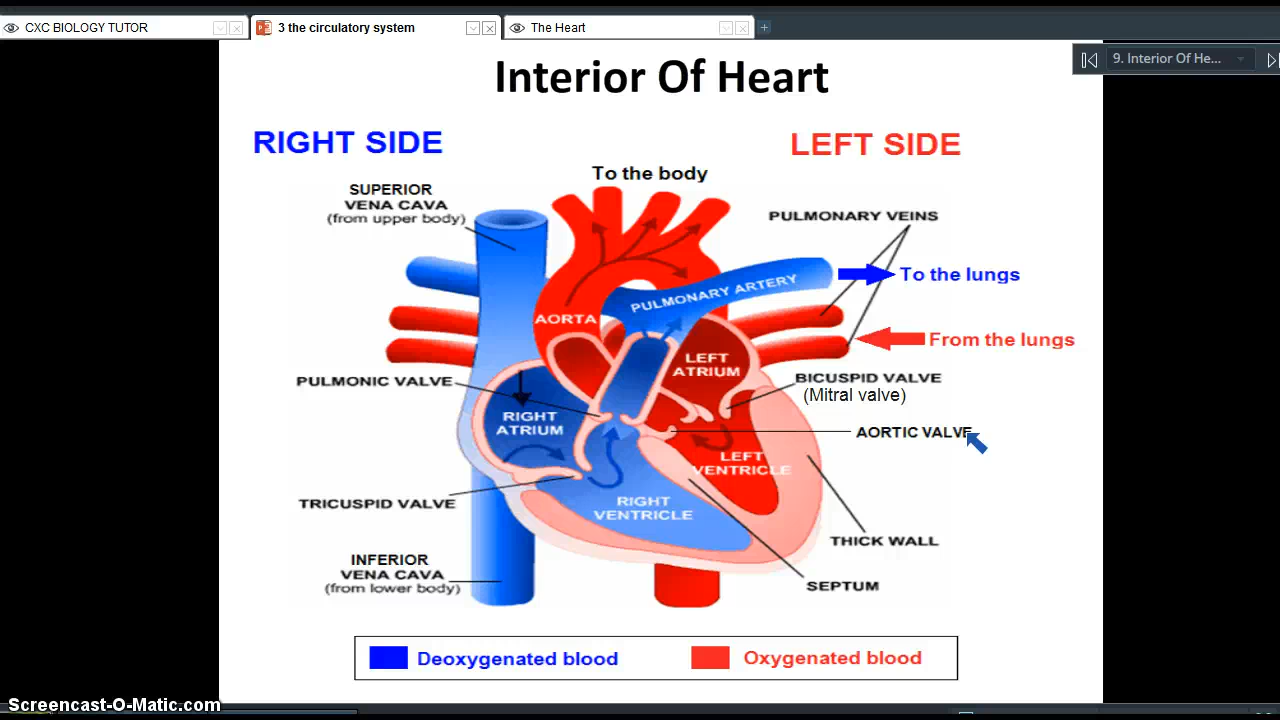 CXC BIOLOGY TUTOR
3 the circulatory system
The Heart
9. Interior Of He...
Interior Of Heart
RIGHT SIDE
LEFT SIDE
To the body
SUPERIOR
VENA CAVA
(from upper body)
PULMONARY VEINS
To the lungs
PULMONARY ARTERY
AORTA
From the lungs
LEFT
ATRIUM
PULMONIC VALVE
BICUSPID VALVE
(Mitral valve)
RIGHT
ATRIUM
AORTIC VALVE
LEFT
VENTRICLE
TRICUSPID VALVE
RIGHT
VENTRICLE
THICK WALL
INFERIOR
VENA CAVA
(from lower body)
SEPTUM
Deoxygenated blood
Oxygenated blood
Screencast-O-Matic.com